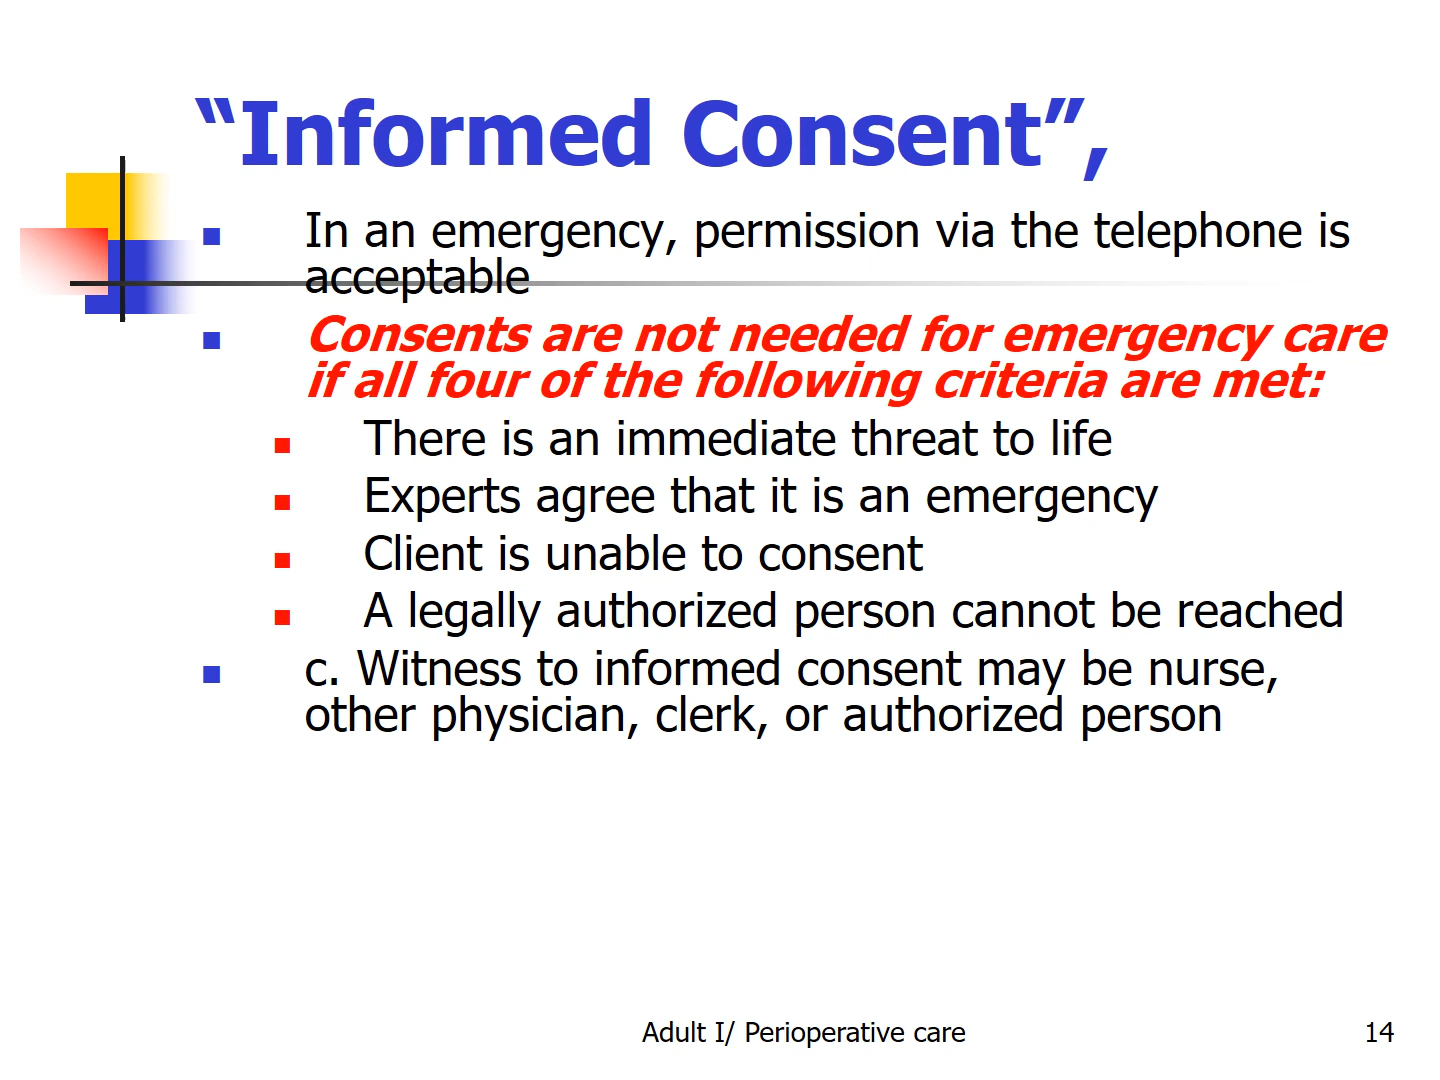 “Informed Consent”,
In an emergency, permission via the telephone is
acceptable
Consents are not needed for emergency care
if all four of the following criteria are met:
There is an immediate threat to life
Experts agree that it is an emergency
Client is unable to consent
A legally authorized person cannot be reached
c. Witness to informed consent may be nurse,
other physician, clerk, or authorized person
Adult I/ Perioperative care
14